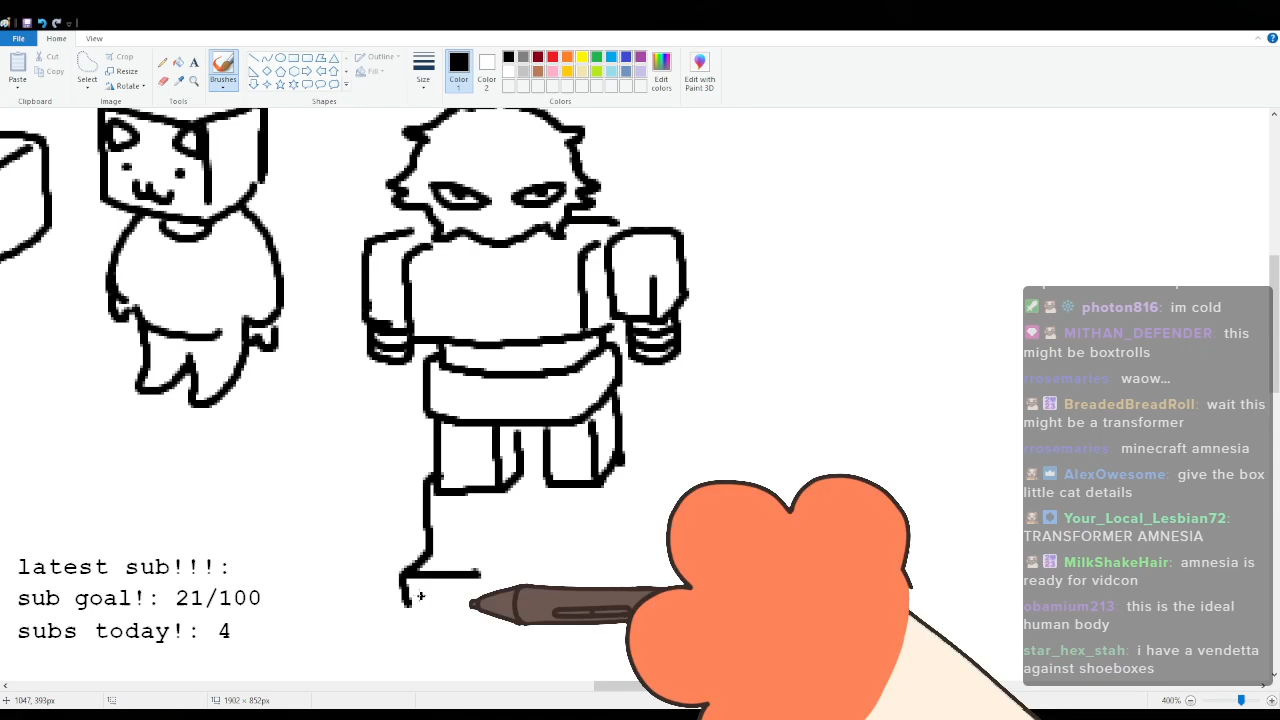 File
Home
View
Cut
Copy
Paste
Clipboard
Crop
Resize
Rotate
Select
Image
Tools
Brushes
Outline
Fill
Shapes
Size
Color 1
Color 2
Edit colors
Edit with Paint 3D
Colors
photon816: im cold
MITHAN_DEFENDER: this
might be boxtrolls
rrosemaries: waow...
BreadedBreadRoll: wait this
might be a transformer
rrosemaries: minecraft amnesia
AlexOwesome: give the box
little cat details
Your_Local_Lesbian72:
TRANSFORMER AMNESIA
MilkShakeHair: amnesia is
ready for vidcon
obamium213: this is the ideal
human body
star_hex_stah: i have a vendetta
against shoeboxes
latest sub!!!:
sub goal!: 21/100
subs today!: 4
1047, 393px
1902 × 852px
400%